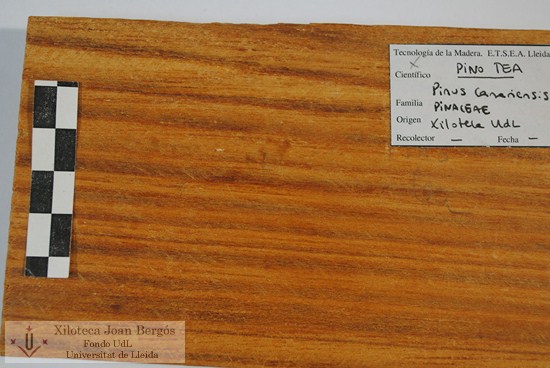 Tecnología de la Madera. E.T.S.E.A. Lleida
x PINO TEA
Científico Pinus canariensis
Familia PINACEAE
Origen Xiloteca UdL
Recolector — Fecha —
Xiloteca Joan Bergós
Fondo UdL
Universitat de Lleida